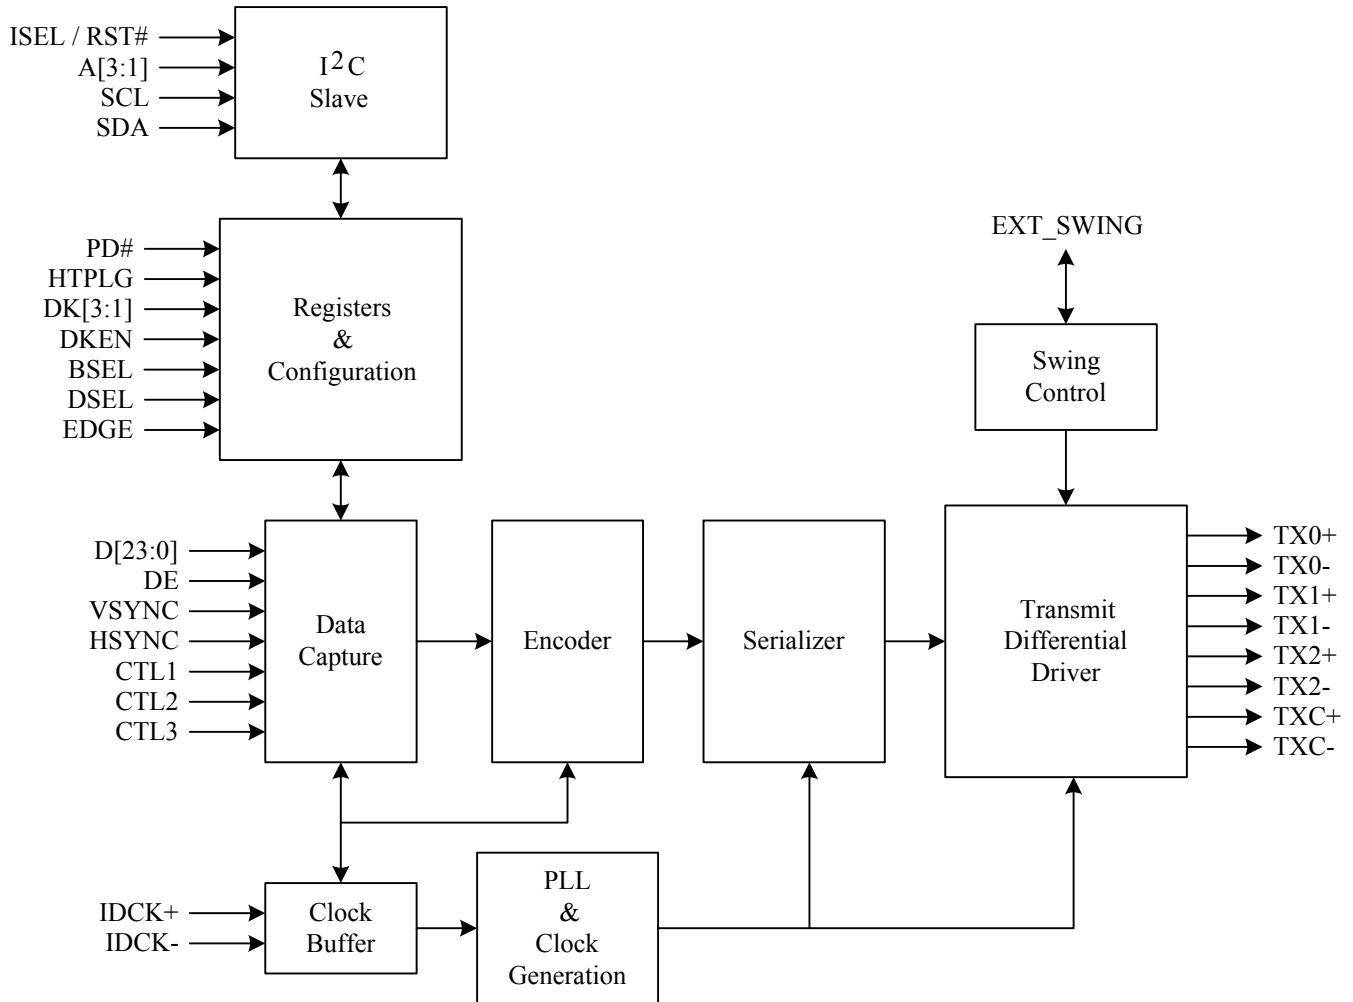 ISEL / RST#
A[3:1]
SCL
SDA
I2C
Slave
PD#
HTPLG
DK[3:1]
DKEN
BSEL
DSEL
EDGE
Registers
&
Configuration
EXT_SWING
Swing
Control
D[23:0]
DE
VSYNC
HSYNC
CTL1
CTL2
CTL3
Data
Capture
Encoder
Serializer
Transmit
Differential
Driver
TX0+
TX0-
TX1+
TX1-
TX2+
TX2-
TXC+
TXC-
IDCK+
IDCK-
Clock
Buffer
PLL
&
Clock
Generation